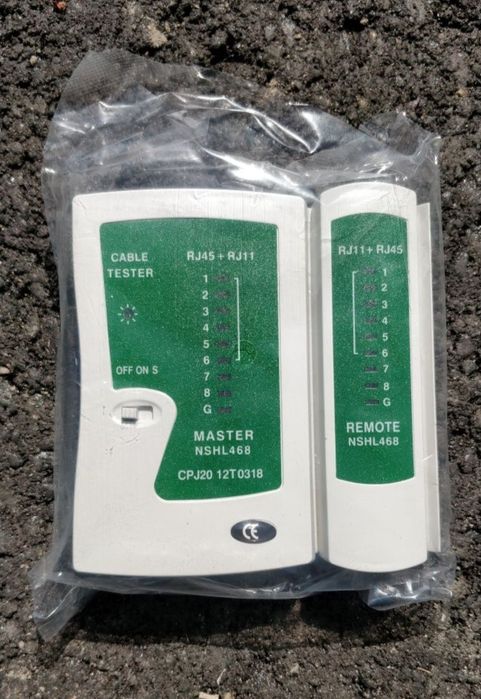 CABLE
TESTER
RJ45 + RJ11
1
2
3
4
5
6
7
8
G
OFF ON S
MASTER
NSHL468
CPJ20 12T0318
CE
RJ11 + RJ45
1
2
3
4
5
6
7
8
G
REMOTE
NSHL468